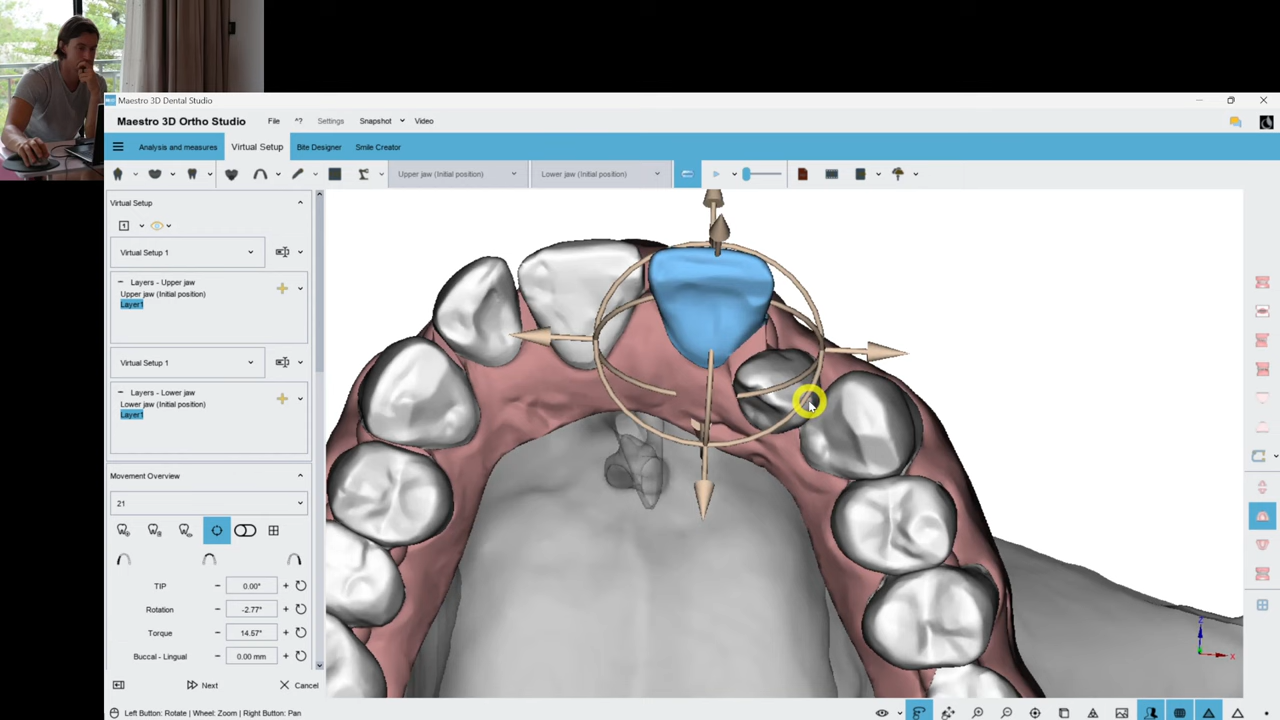 Maestro 3D Dental Studio
Maestro 3D Ortho Studio
File
^?
Settings
Snapshot
Video
Analysis and measures
Virtual Setup
Bite Designer
Smile Creator
Upper jaw (Initial position)
Lower jaw (Initial position)
Virtual Setup
1
Virtual Setup 1
Layers - Upper jaw
Upper jaw (Initial position)
Layer1
Virtual Setup 1
Layers - Lower jaw
Lower jaw (Initial position)
Layer1
Movement Overview
21
TIP - 0.00° +
Rotation - -2.77° +
Torque - 14.57° +
Buccal - Lingual - 0.00 mm +
Next
Cancel
Z
X
Left Button: Rotate | Wheel: Zoom | Right Button: Pan